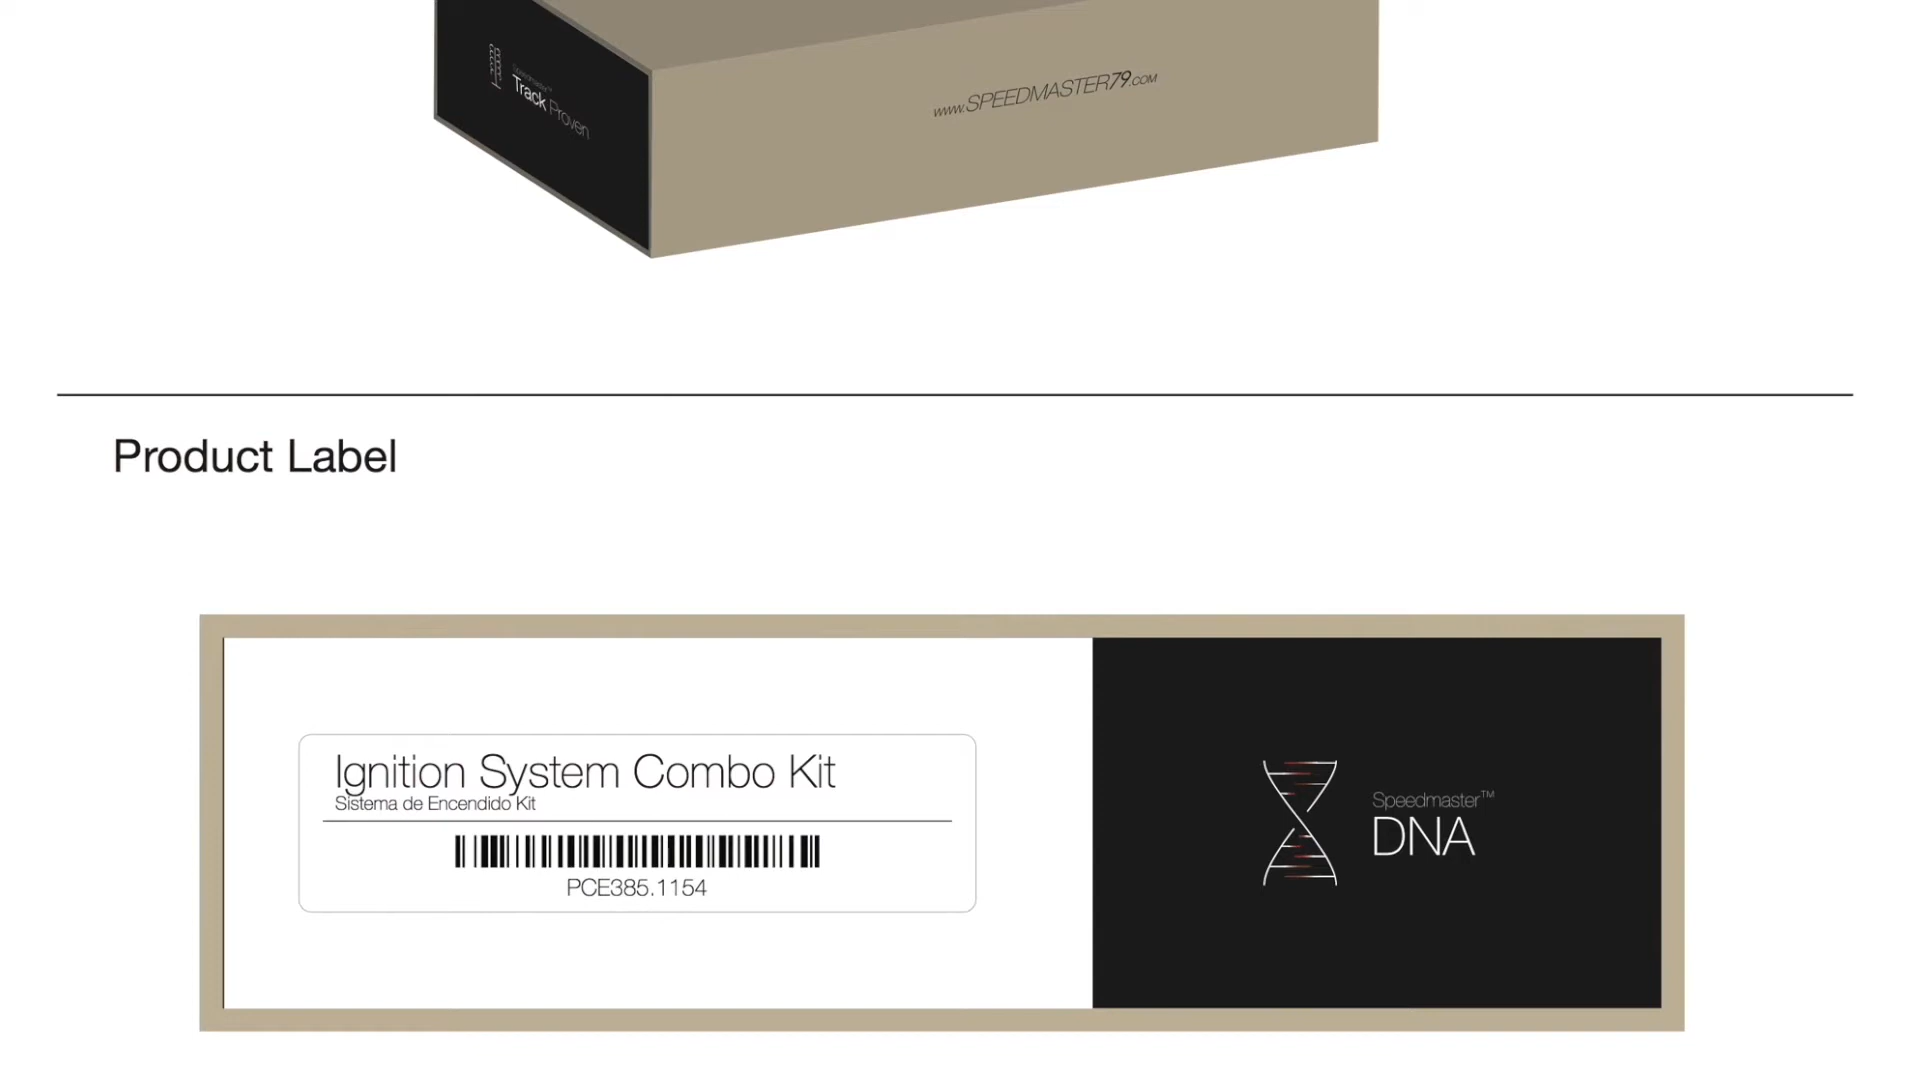 Speedmaster™
Track Proven
www.SPEEDMASTER79.COM
Product Label
Ignition System Combo Kit
Sistema de Encendido Kit
PCE385.1154
Speedmaster™
DNA